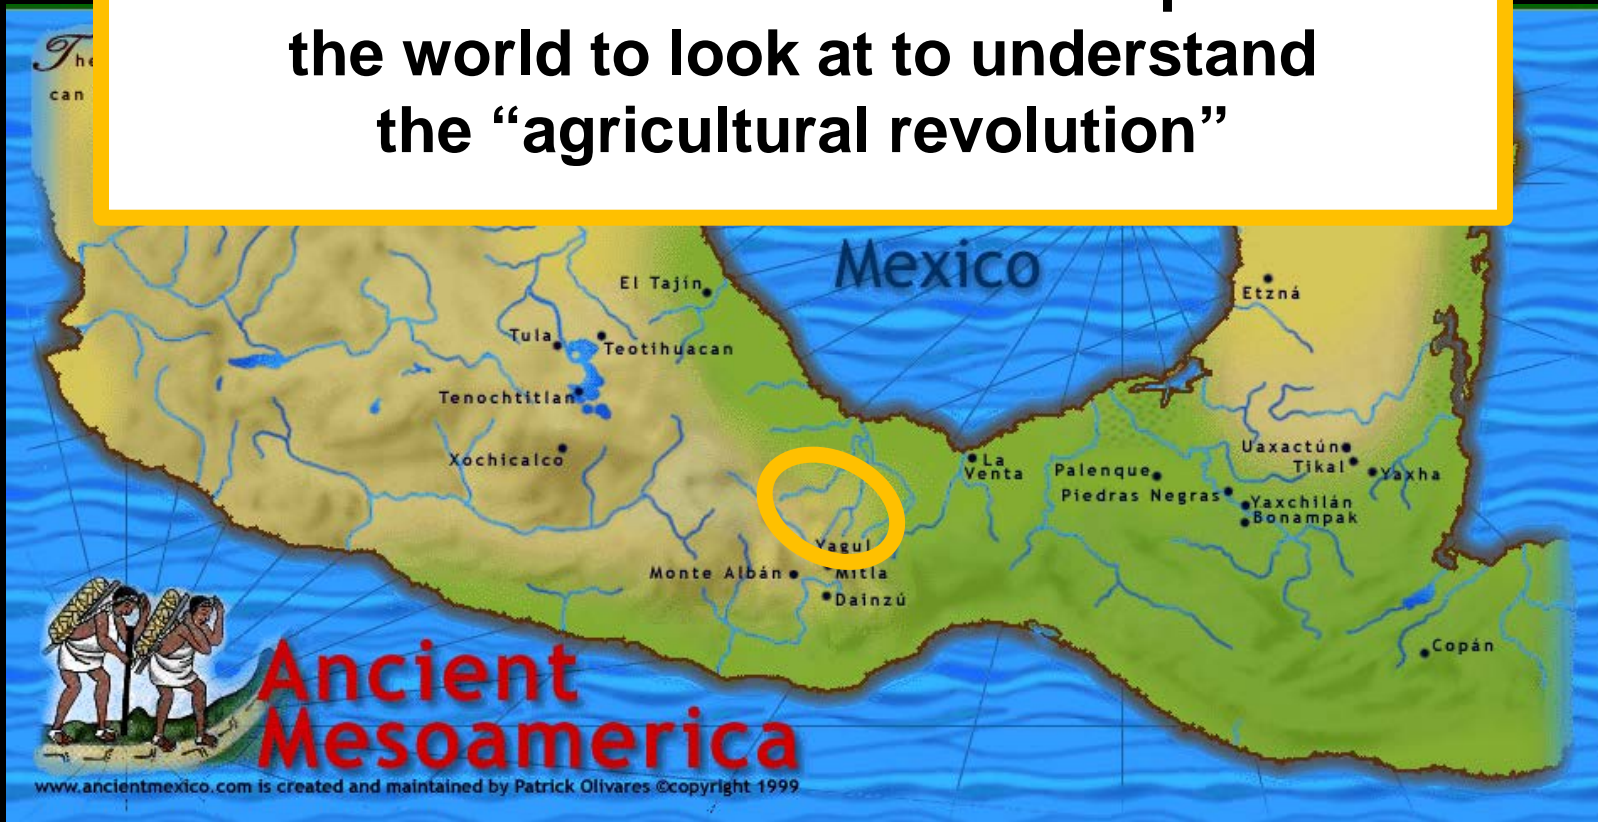 the world to look at to understand
the “agricultural revolution”
The
can
Mexico
El Tajín
Etzná
Tula
Teotihuacan
Tenochtitlan
Xochicalco
La
Venta
Palenque
Piedras Negras
Uaxactún
Tikal
Yaxha
Yaxchilán
Bonampak
Yagul
Monte Albán
Mitla
Dainzú
Copán
Ancient
Mesoamerica
www.ancientmexico.com is created and maintained by Patrick Olivares ©copyright 1999